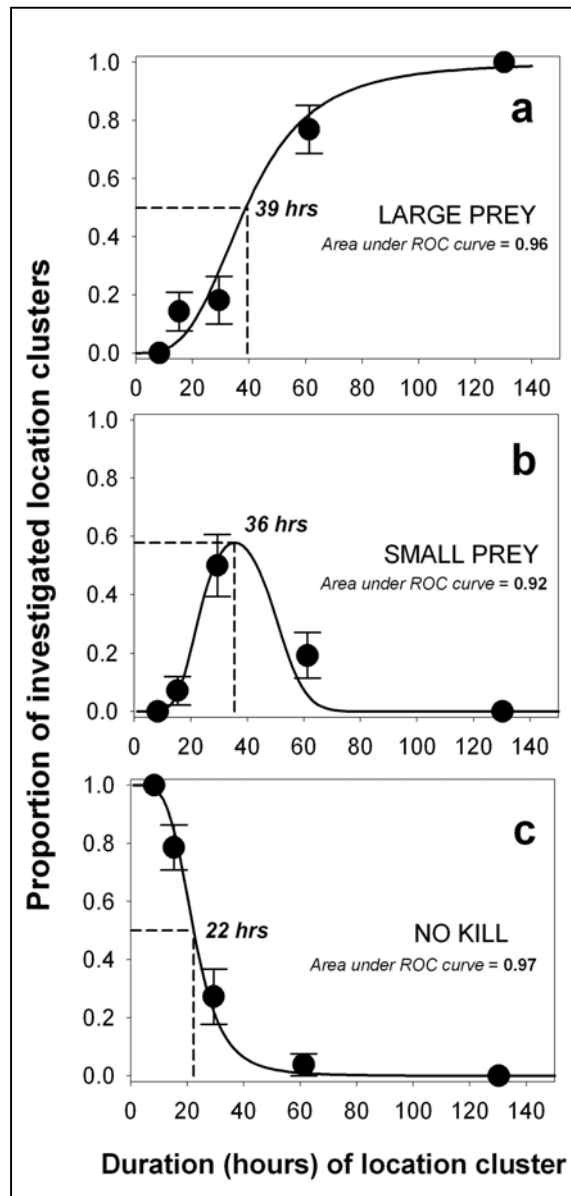 Proportion of investigated location clusters
1.0
0.8
0.6
0.4
0.2
0.0
a
39 hrs
LARGE PREY
Area under ROC curve = 0.96
0 20 40 60 80 100 120 140
1.0
0.8
0.6
0.4
0.2
0.0
b
36 hrs
SMALL PREY
Area under ROC curve = 0.92
0 20 40 60 80 100 120 140
1.0
0.8
0.6
0.4
0.2
0.0
c
22 hrs
NO KILL
Area under ROC curve = 0.97
0 20 40 60 80 100 120 140
Duration (hours) of location cluster